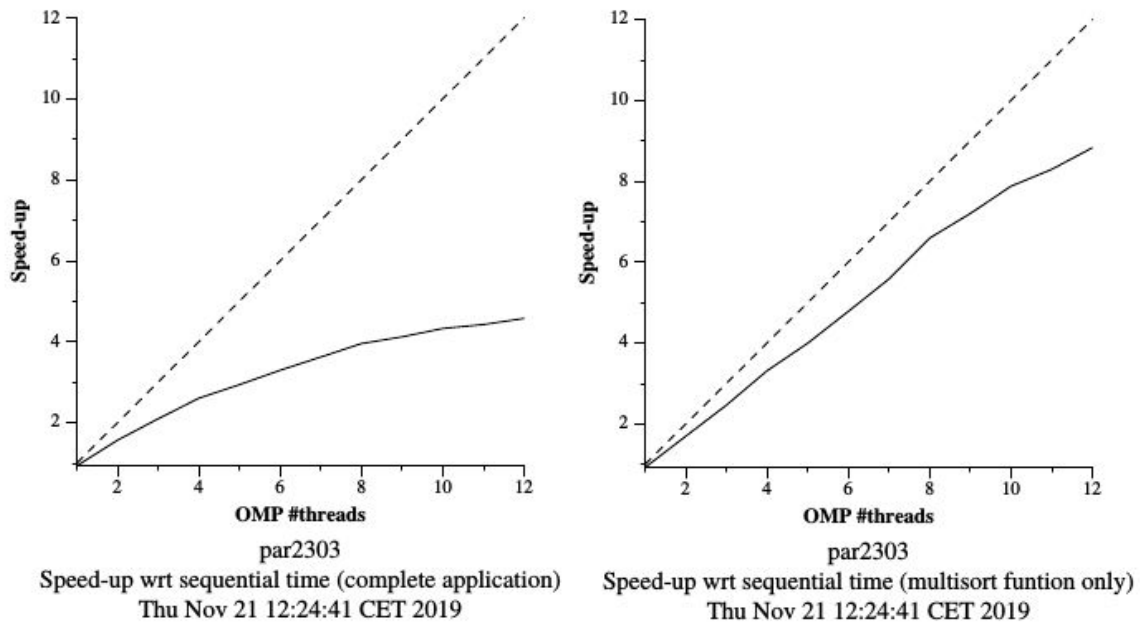 12
10
8
6
4
2
Speed-up
2 4 6 8 10 12
OMP #threads
par2303
Speed-up wrt sequential time (complete application)
Thu Nov 21 12:24:41 CET 2019
12
10
8
6
4
2
Speed-up
2 4 6 8 10 12
OMP #threads
par2303
Speed-up wrt sequential time (multisort funtion only)
Thu Nov 21 12:24:41 CET 2019